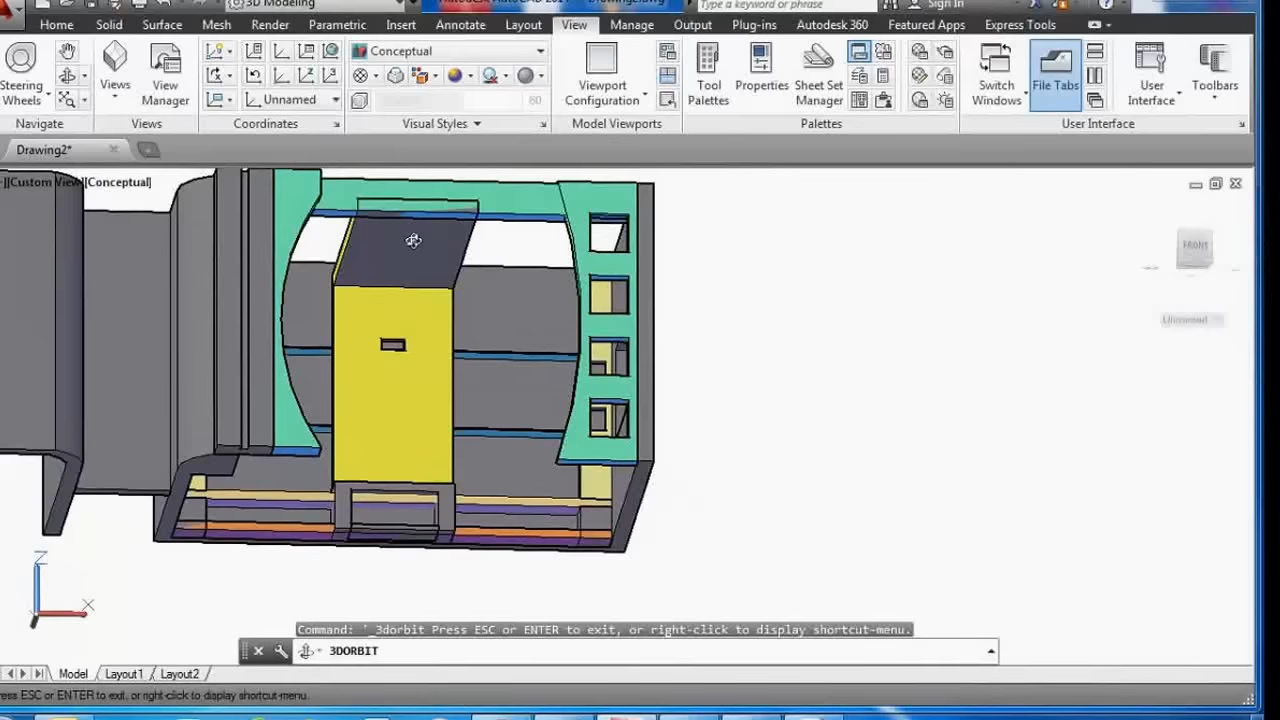 3D Modeling
Type a keyword or phrase
Sign In
Home Solid Surface Mesh Render Parametric Insert Annotate Layout View Manage Output Plug-ins Autodesk 360 Featured Apps Express Tools
Steering Wheels
Views
View Manager
Unnamed
Conceptual
60
Viewport Configuration
Tool Palettes
Properties
Sheet Set Manager
Switch Windows
File Tabs
User Interface
Toolbars
Navigate Views Coordinates Visual Styles Model Viewports Palettes User Interface
Drawing2*
][Custom View][Conceptual]
FRONT
Unnamed
Z
X
Command: '_3dorbit Press ESC or ENTER to exit, or right-click to display shortcut-menu.
3DORBIT
Model Layout1 Layout2
ress ESC or ENTER to exit, or right-click to display shortcut-menu.